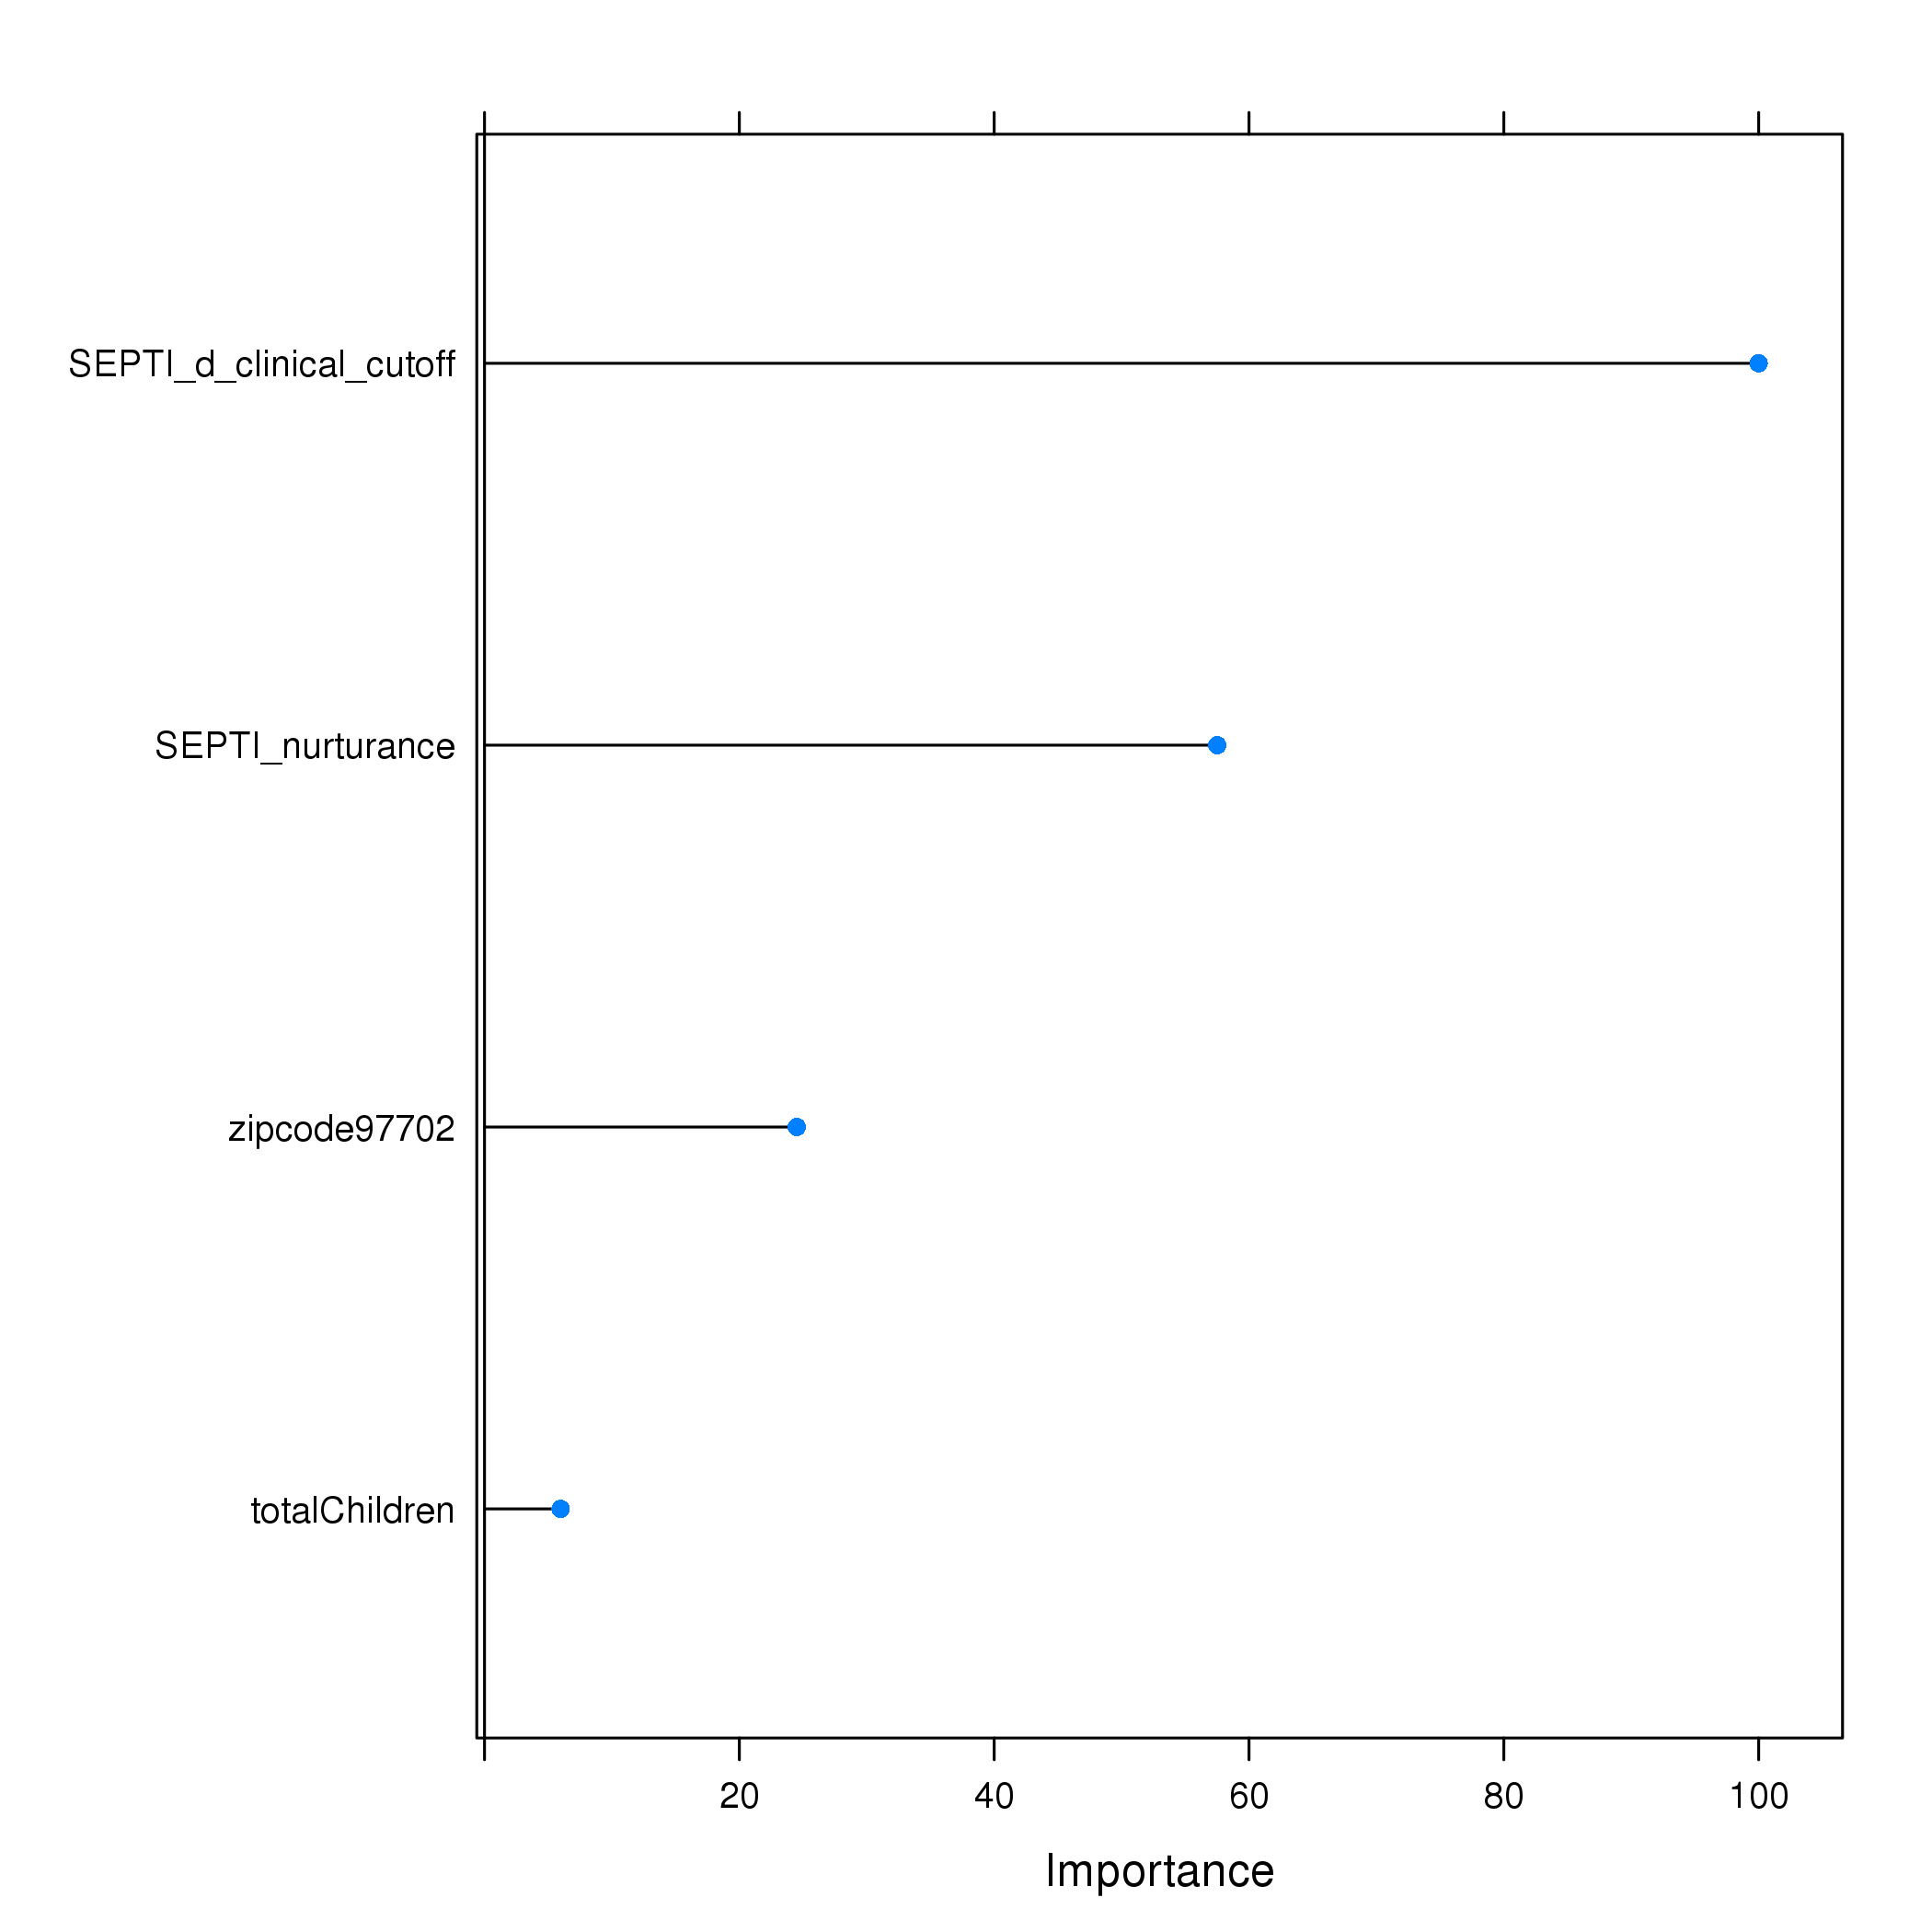 SEPTI_d_clinical_cutoff
SEPTI_nurturance
zipcode97702
totalChildren
20 40 60 80 100
Importance